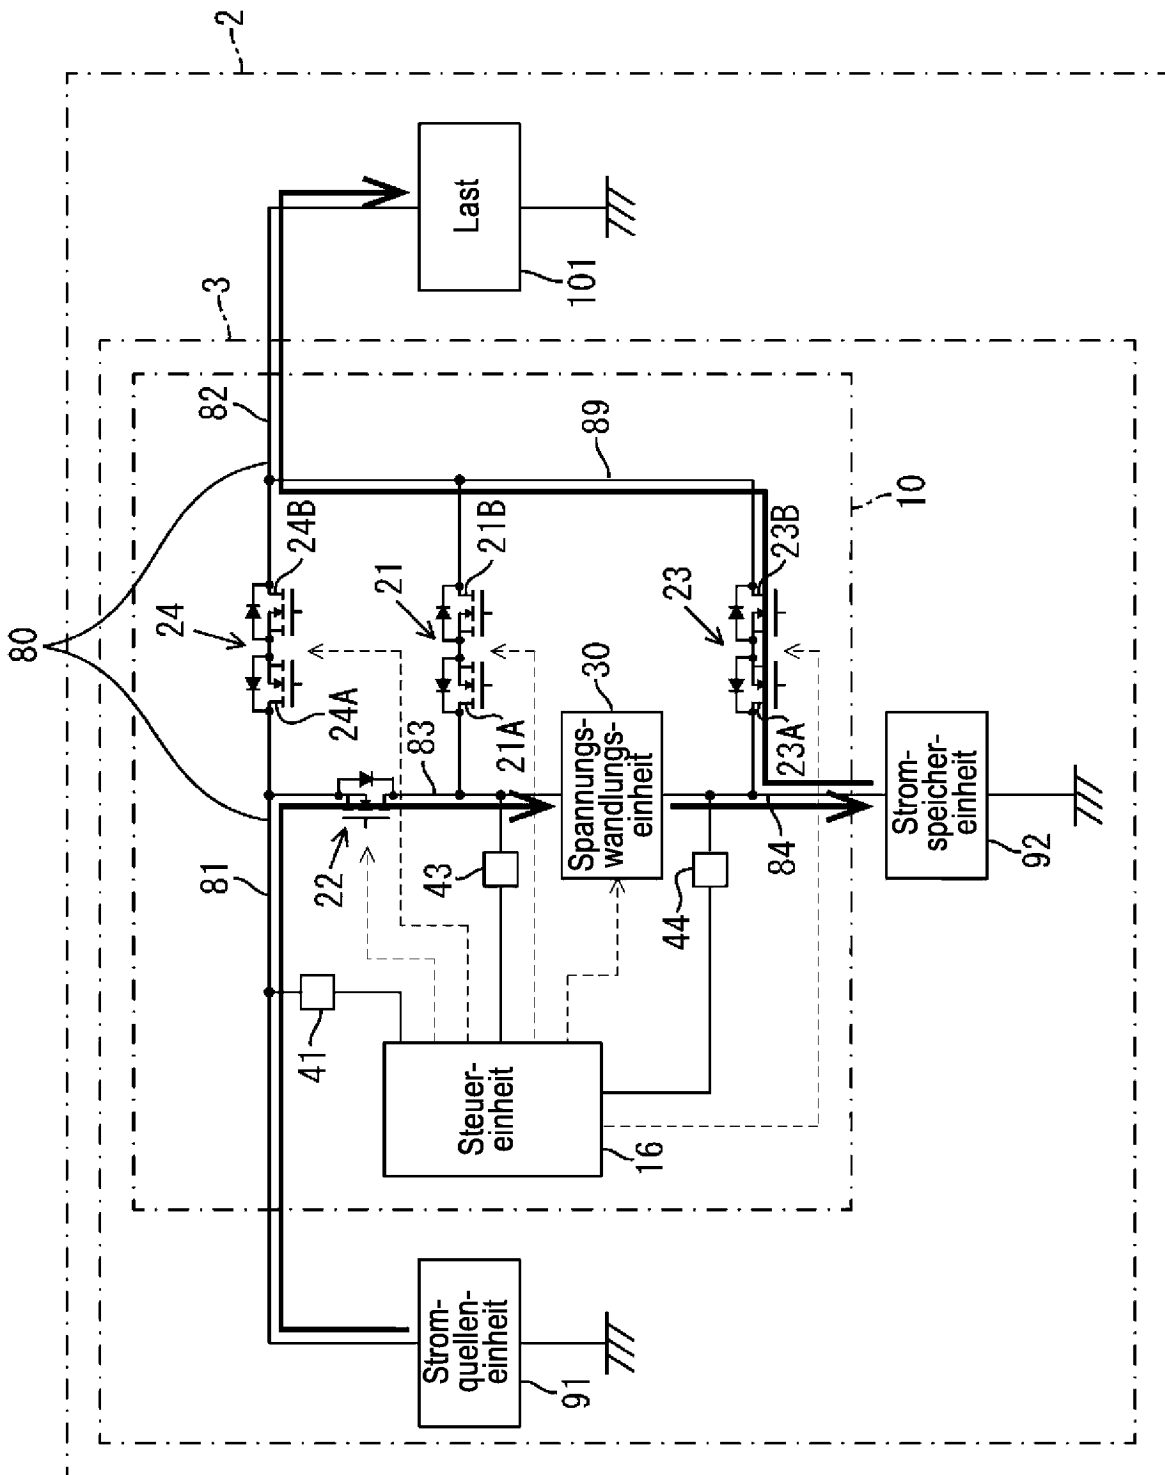 2
3
80
81
82
24
24A
24B
10
41
22
83
21
21A
21B
89
Last
101
Steuer-
einheit
16
43
Spannungs-
wandlungs-
einheit
30
44
23
23A
23B
84
Strom-
quellen-
einheit
91
Strom-
speicher-
einheit
92